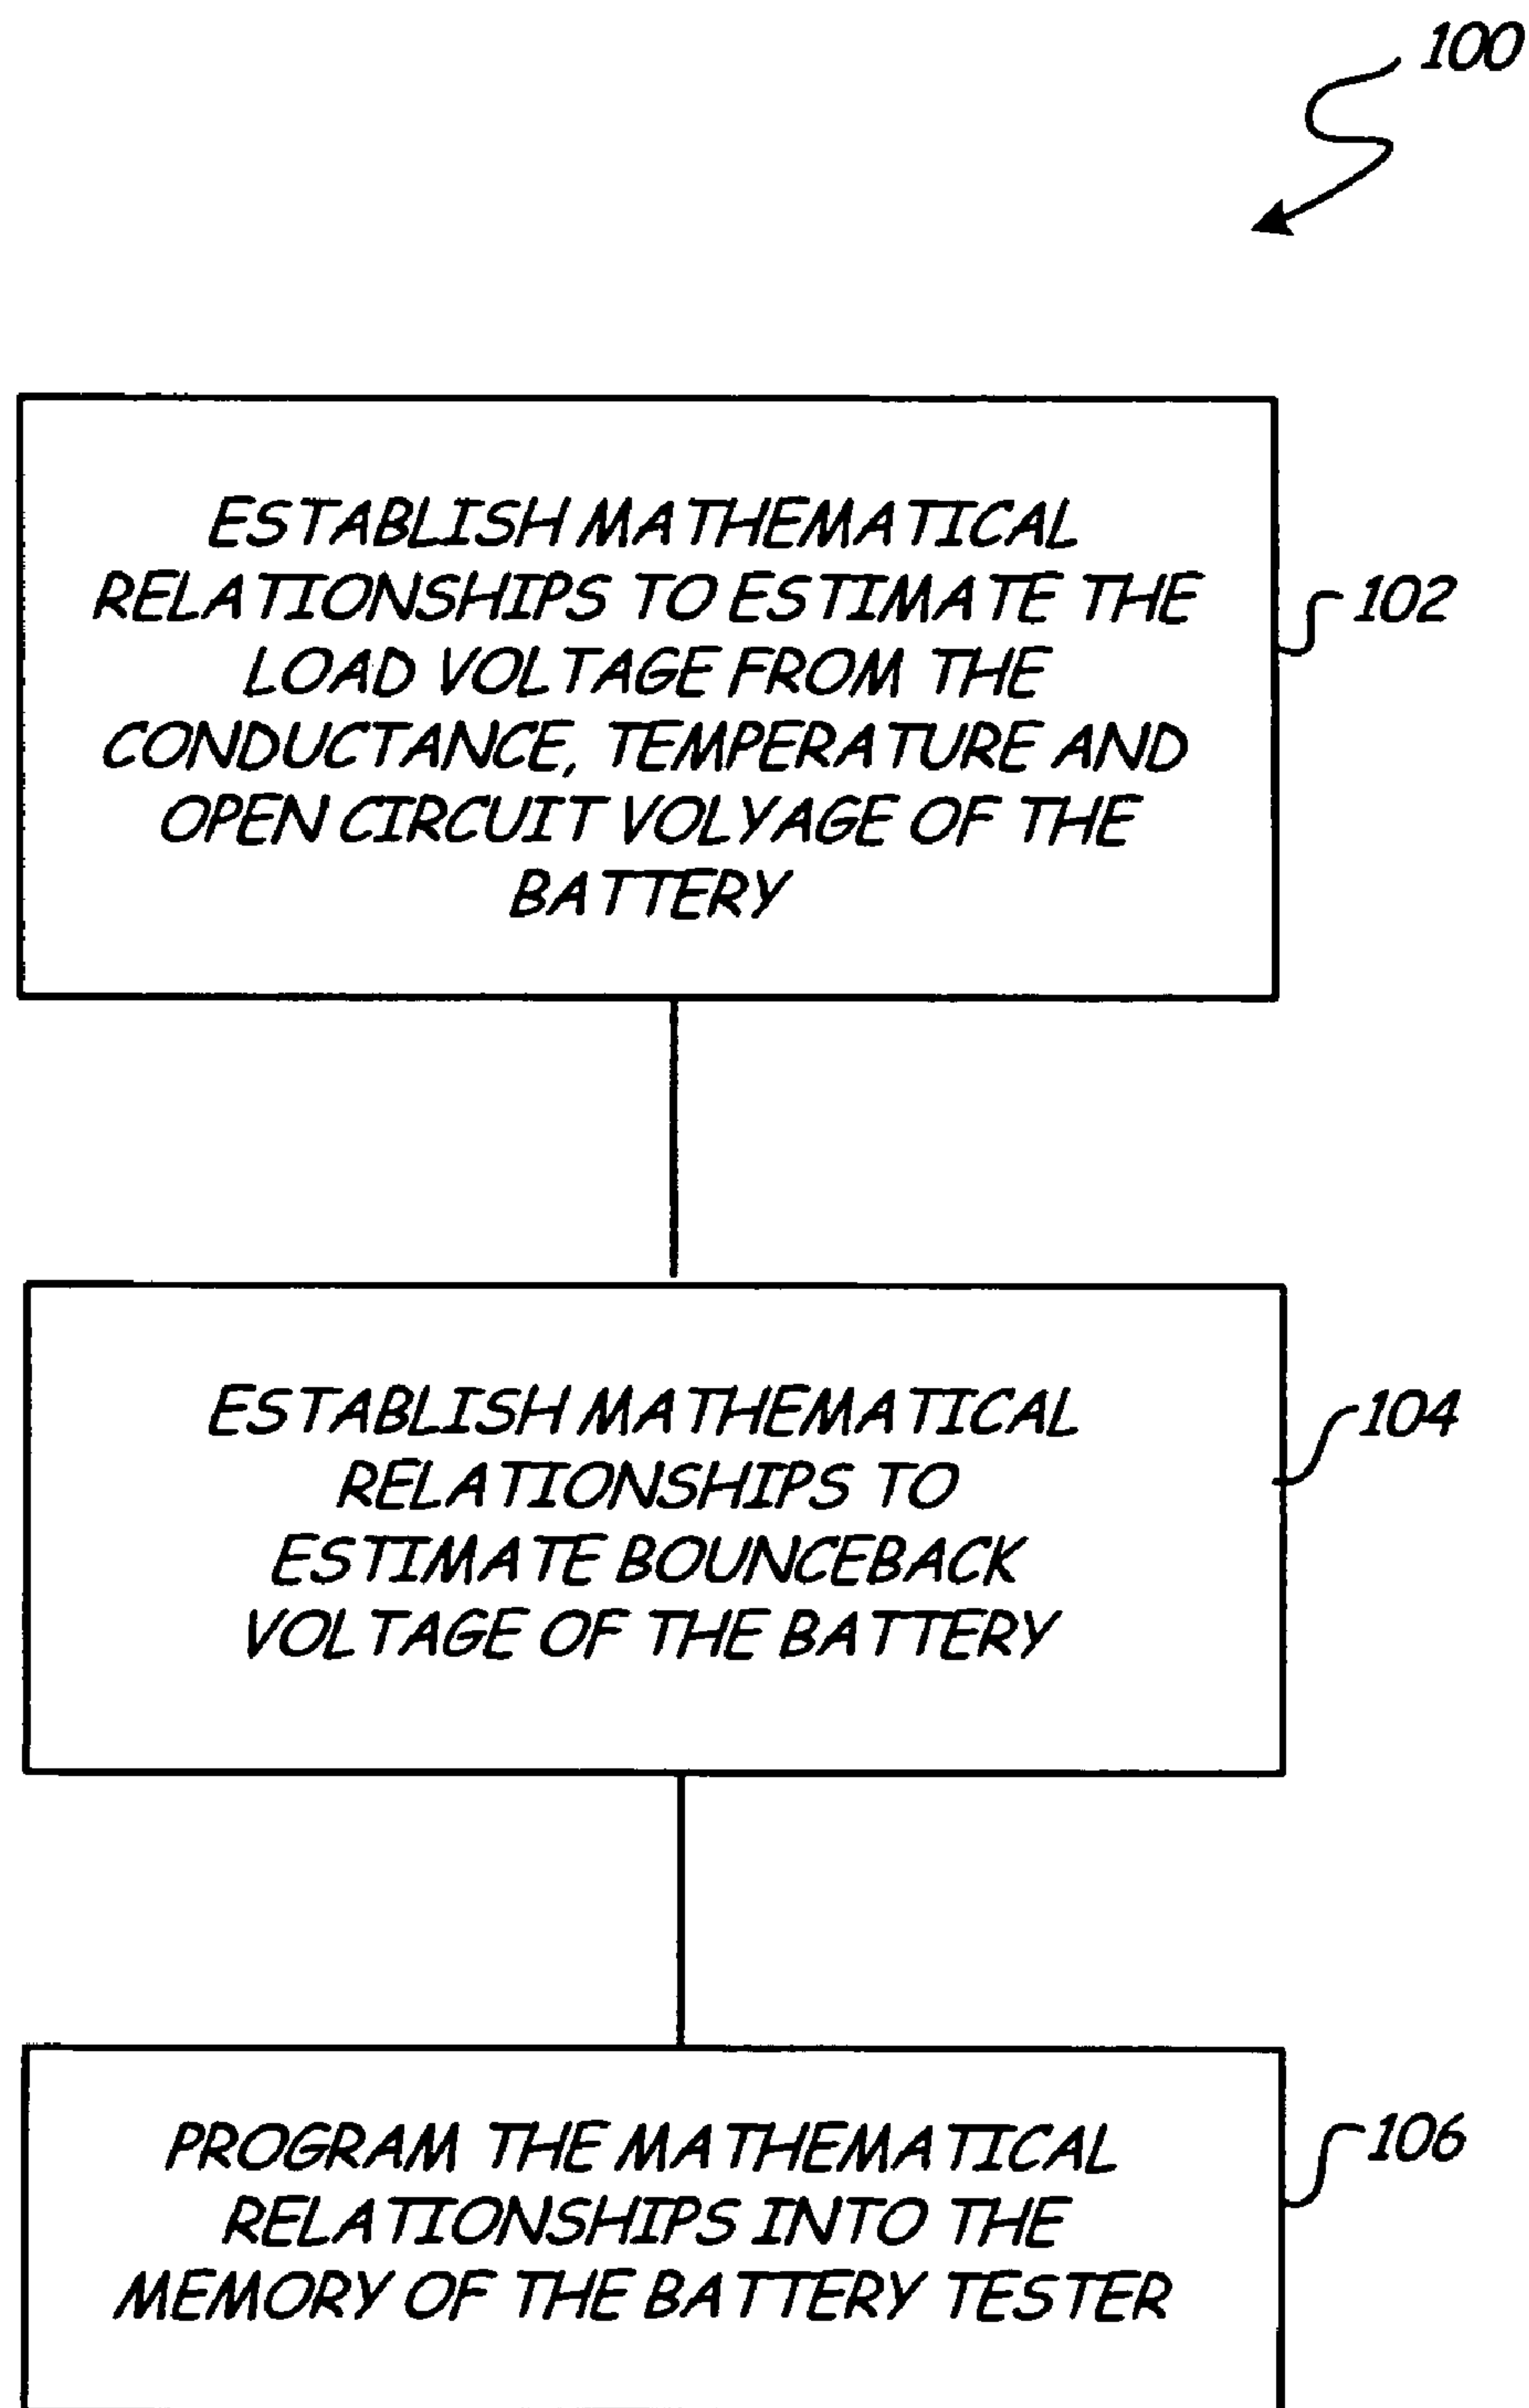 100
ESTABLISH MATHEMATICAL
RELATIONSHIPS TO ESTIMATE THE
LOAD VOLTAGE FROM THE
CONDUCTANCE, TEMPERATURE AND
OPEN CIRCUIT VOLYAGE OF THE
BATTERY
102
ESTABLISH MATHEMATICAL
RELATIONSHIPS TO
ESTIMATE BOUNCEBACK
VOLTAGE OF THE BATTERY
104
PROGRAM THE MATHEMATICAL
RELATIONSHIPS INTO THE
MEMORY OF THE BATTERY TESTER
106